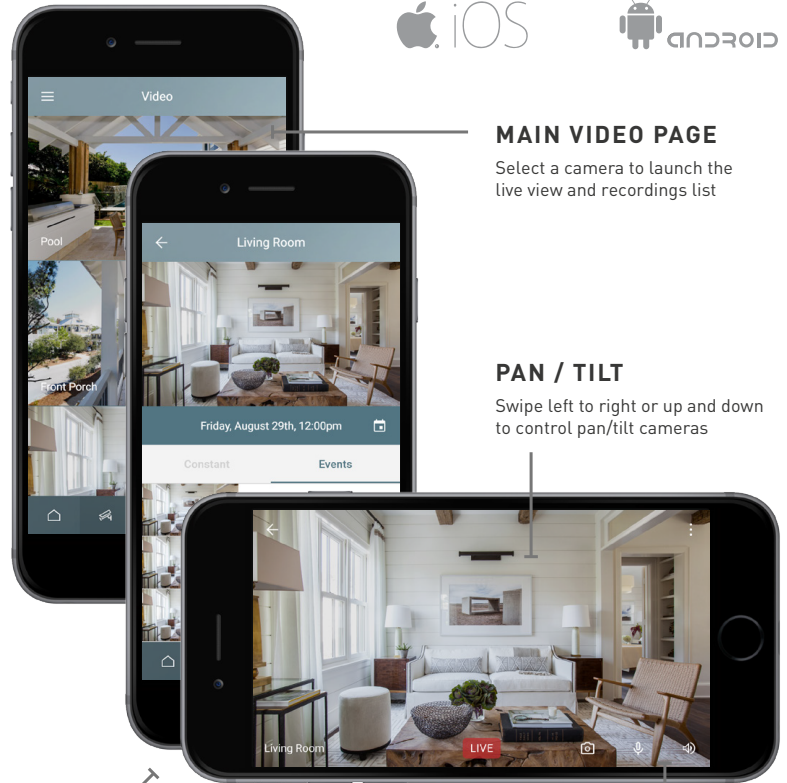 iOS
ANDROID
Video
MAIN VIDEO PAGE
Select a camera to launch the
live view and recordings list
Pool
Living Room
Front Porch
PAN / TILT
Swipe left to right or up and down
to control pan/tilt cameras
Friday, August 29th, 12:00pm
Constant
Events
Living Room
LIVE